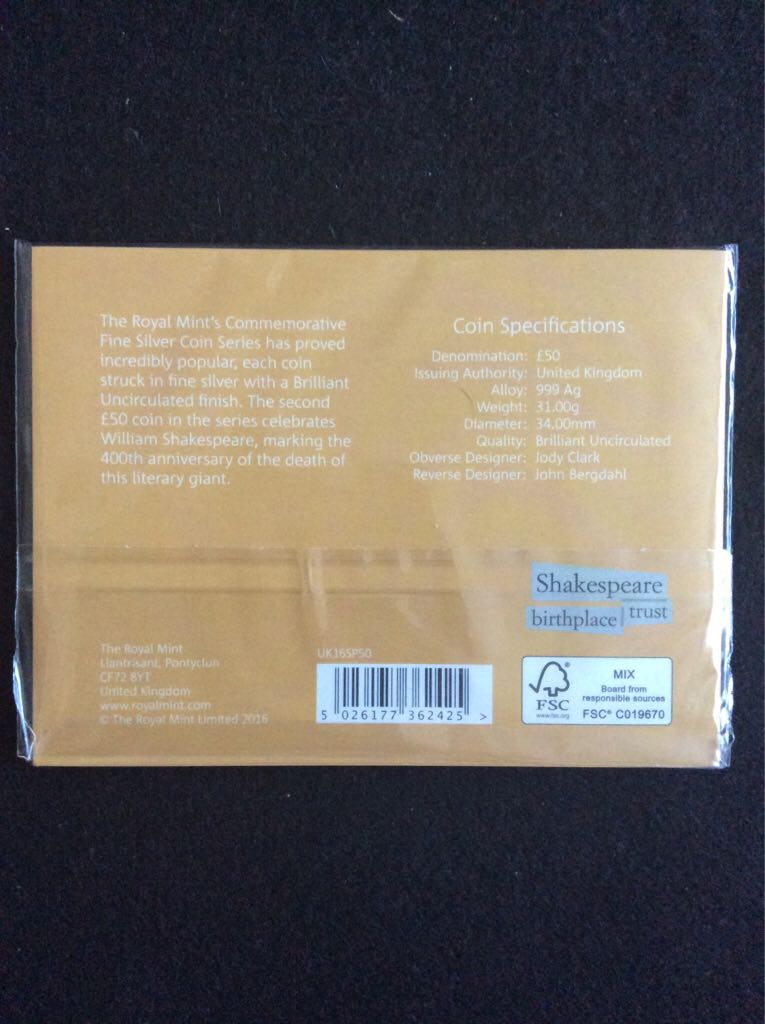 The Royal Mint's Commemorative
Fine Silver Coin Series has proved
incredibly popular, each coin
struck in fine silver with a Brilliant
Uncirculated finish. The second
£50 coin in the series celebrates
William Shakespeare, marking the
400th anniversary of the death of
this literary giant.
Coin Specifications
Denomination: £50
Issuing Authority: United Kingdom
Alloy: 999 Ag
Weight: 31.00g
Diameter: 34.00mm
Quality: Brilliant Uncirculated
Obverse Designer: Jody Clark
Reverse Designer: John Bergdahl
Shakespeare
birthplace trust
The Royal Mint
Llantrisant, Pontyclun
CF72 8YT
United Kingdom
www.royalmint.com
© The Royal Mint Limited 2016
UK16SP50
5 026177 362425 >
FSC
www.fsc.org
MIX
Board from
responsible sources
FSC® C019670